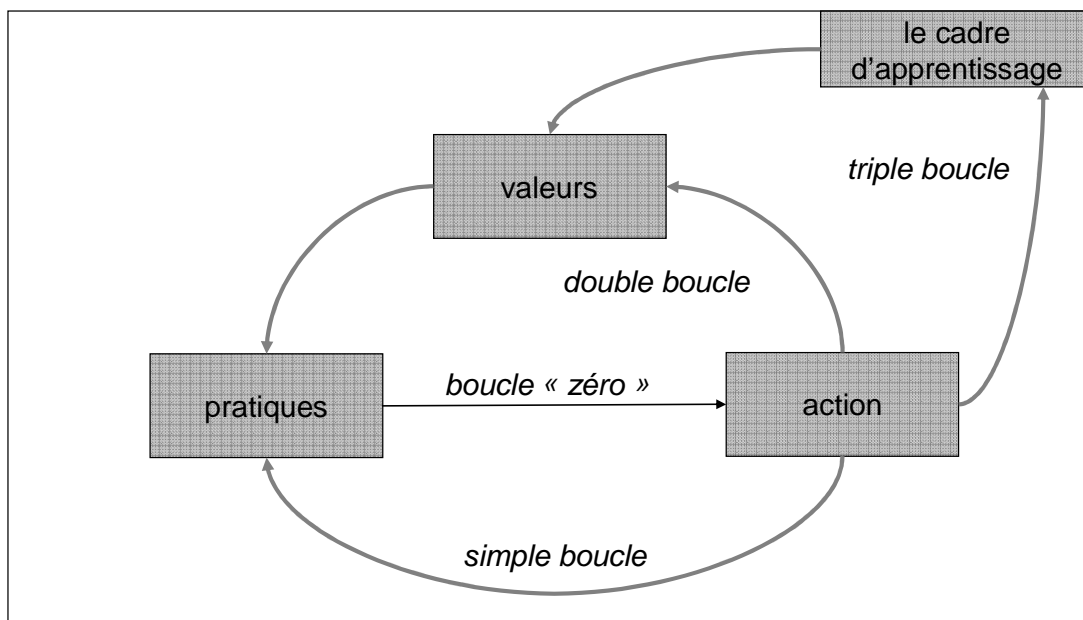 le cadre
d'apprentissage
triple boucle
valeurs
double boucle
boucle « zéro »
pratiques
action
simple boucle